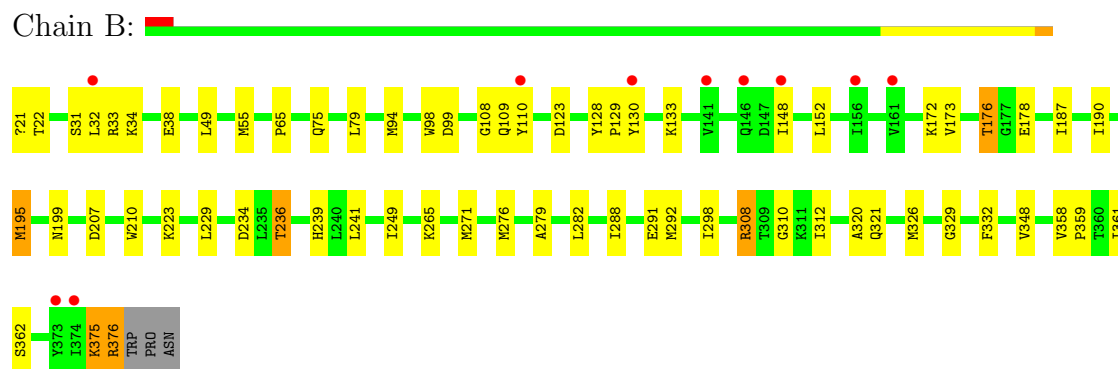 Chain B:
?21 T22 S31 L32 R33 K34 E38 L49 M55 P65 Q75 L79 M94 W98 D99 G108 Q109 Y110 D123 Y128 P129 Y130 K133 V141 Q146 D147 I148 L152 I156 V161 K172 V173 T176 G177 E178 I187 I190
M195 N199 D207 W210 K223 L229 D234 L235 T236 H239 L240 L241 I249 K265 M271 M276 A279 L282 I288 E291 M292 I298 R308 T309 G310 K311 I312 A320 Q321 M326 G329 F332 V348 V358 P359 T360 I361
S362 Y373 I374 K375 R376 TRP PRO ASN